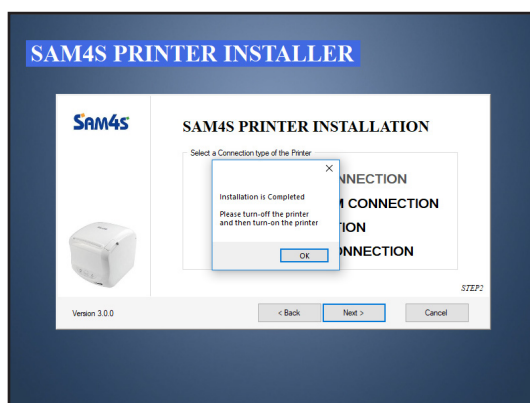 SAM4S PRINTER INSTALLER
SAM4S
SAM4S PRINTER INSTALLATION
Select a Connection type of the Printer
NNECTION
Installation is Completed
CONNECTION
Please turn-off the printer
and then turn-on the printer
ION
NNECTION
OK
STEP2
Version 3.0.0
< Back
Next >
Cancel